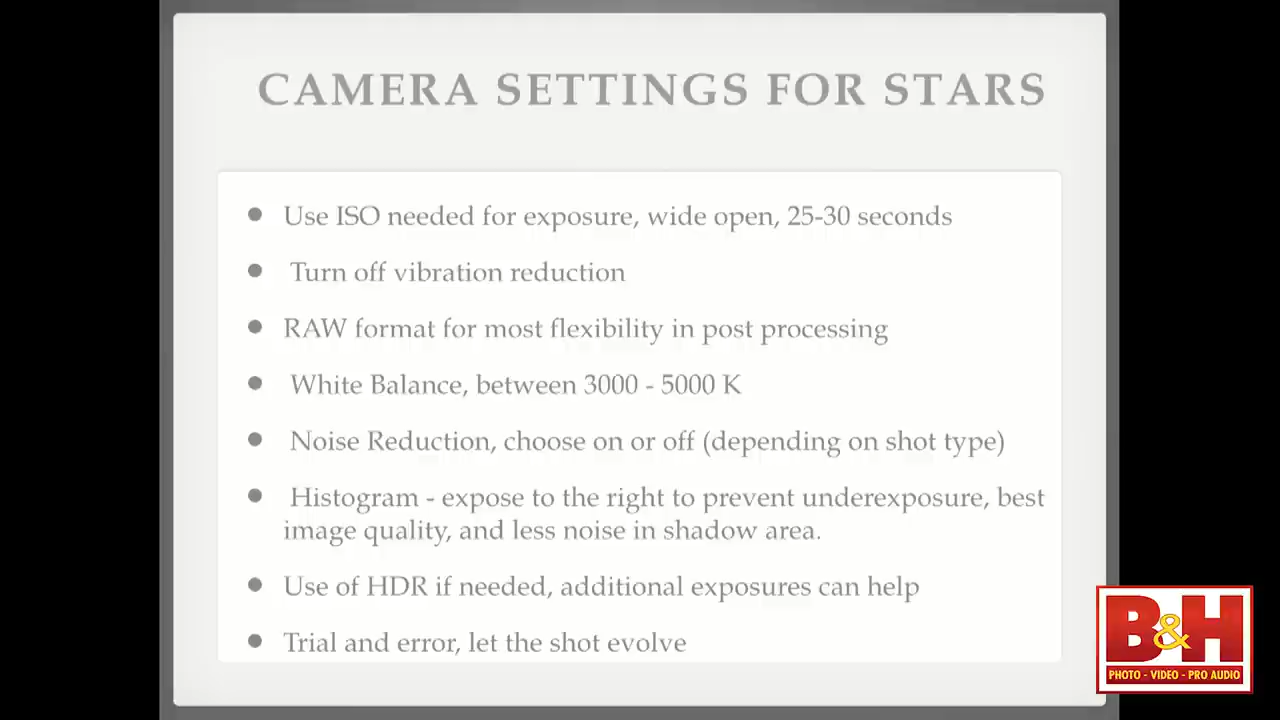 CAMERA SETTINGS FOR STARS
Use ISO needed for exposure, wide open, 25-30 seconds
Turn off vibration reduction
RAW format for most flexibility in post processing
White Balance, between 3000 - 5000 K
Noise Reduction, choose on or off (depending on shot type)
Histogram - expose to the right to prevent underexposure, best
image quality, and less noise in shadow area.
Use of HDR if needed, additional exposures can help
Trial and error, let the shot evolve
B&H
PHOTO - VIDEO - PRO AUDIO